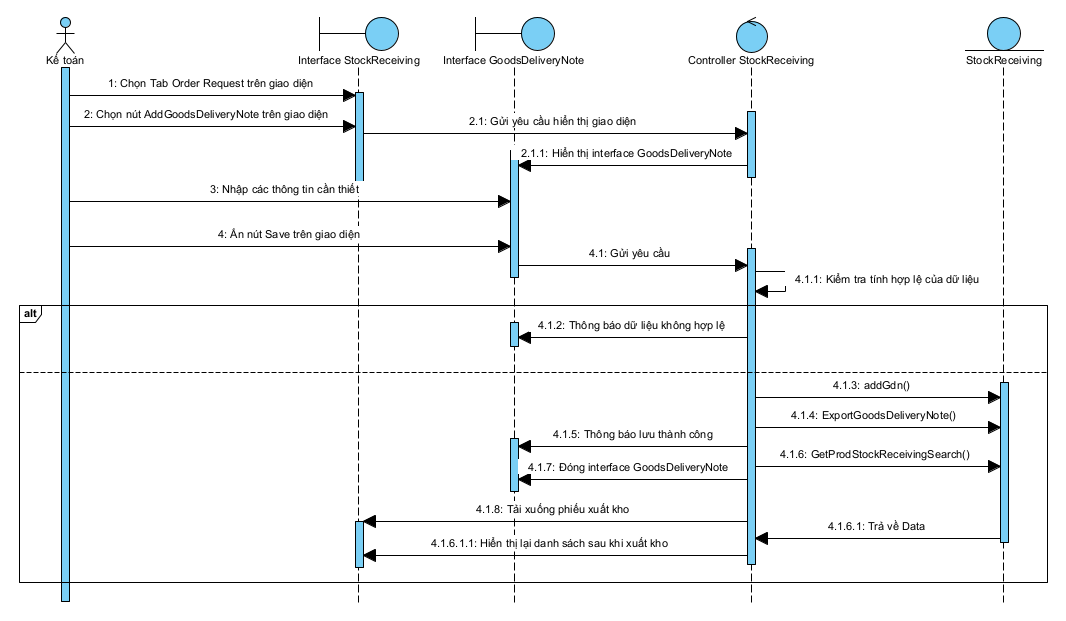 Kế toán
Interface StockReceiving
Interface GoodsDeliveryNote
Controller StockReceiving
StockReceiving
1: Chọn Tab Order Request trên giao diện
2: Chọn nút AddGoodsDeliveryNote trên giao diện
2.1: Gửi yêu cầu hiển thị giao diện
2.1.1: Hiển thị interface GoodsDeliveryNote
3: Nhập các thông tin cần thiết
4: Ấn nút Save trên giao diện
4.1: Gửi yêu cầu
4.1.1: Kiểm tra tính hợp lệ của dữ liệu
alt
4.1.2: Thông báo dữ liệu không hợp lệ
4.1.3: addGdn()
4.1.4: ExportGoodsDeliveryNote()
4.1.5: Thông báo lưu thành công
4.1.6: GetProdStockReceivingSearch()
4.1.7: Đóng interface GoodsDeliveryNote
4.1.8: Tải xuống phiếu xuất kho
4.1.6.1: Trả về Data
4.1.6.1.1: Hiển thị lại danh sách sau khi xuất kho